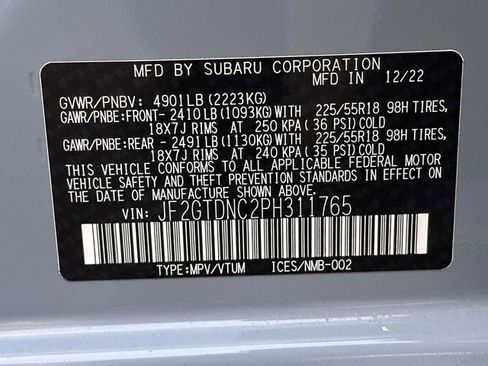 MFD BY SUBARU CORPORATION
MFD IN 12/22
GVWR/PNBV: 4901LB (2223KG)
GAWR/PNBE:FRONT- 2410LB (1093KG)WITH 225/55R18 98H TIRES,
18X7J RIMS AT 250 KPA (36 PSI)COLD
GAWR/PNBE:REAR - 2491LB (1130KG)WITH 225/55R18 98H TIRES,
18X7J RIMS AT 240 KPA (35 PSI)COLD
THIS VEHICLE CONFORMS TO ALL APPLICABLE FEDERAL MOTOR
VEHICLE SAFETY AND THEFT PREVENTION STANDARDS IN EFFECT
ON THE DATE OF MANUFACTURE SHOWN ABOVE.
VIN: JF2GTDNC2PH311765
TYPE:MPV/VTUM ICES/NMB-002